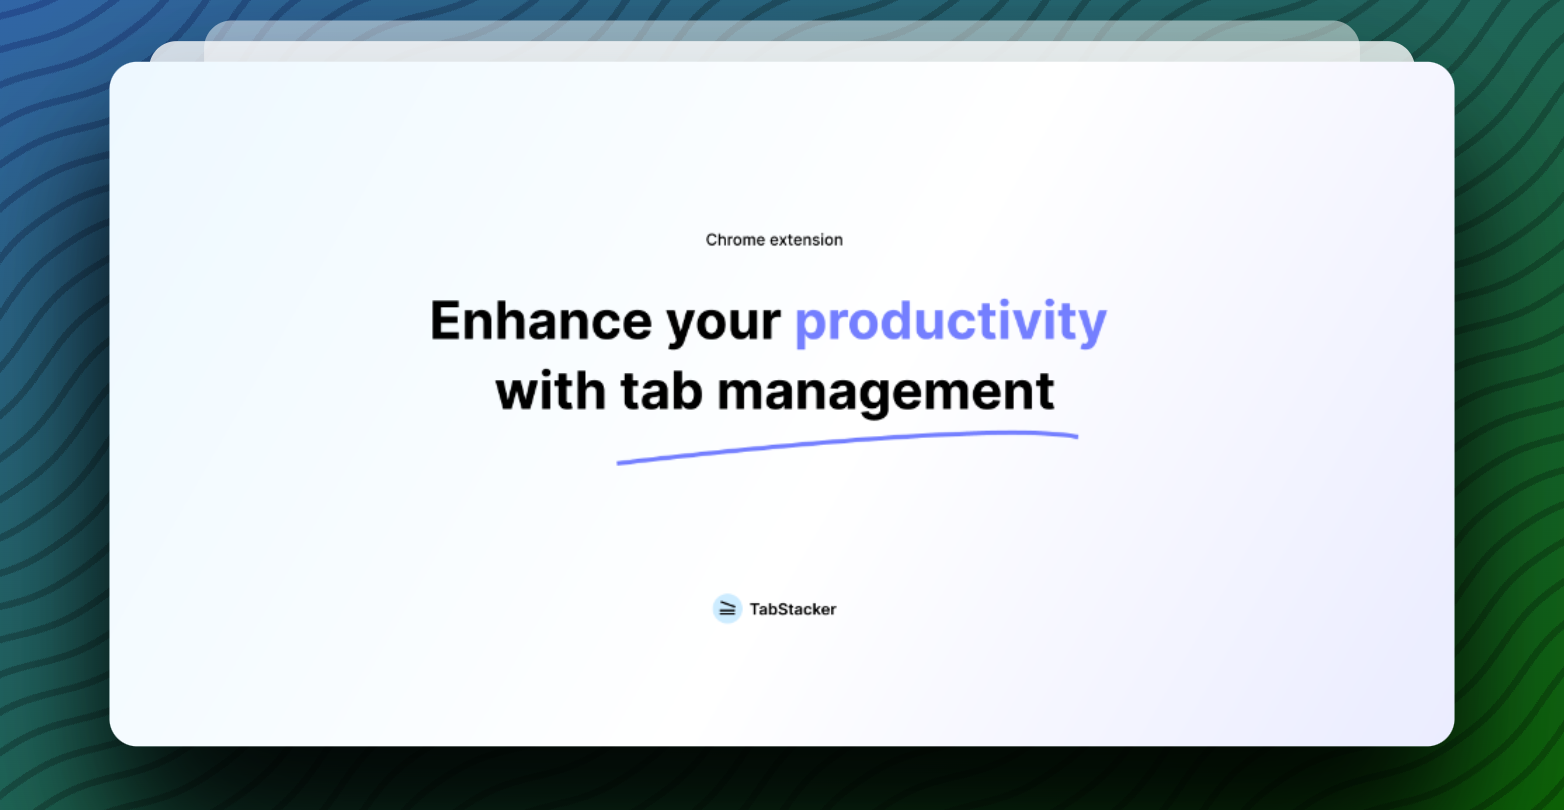 Chrome extension
Enhance your productivity
with tab management
TabStacker